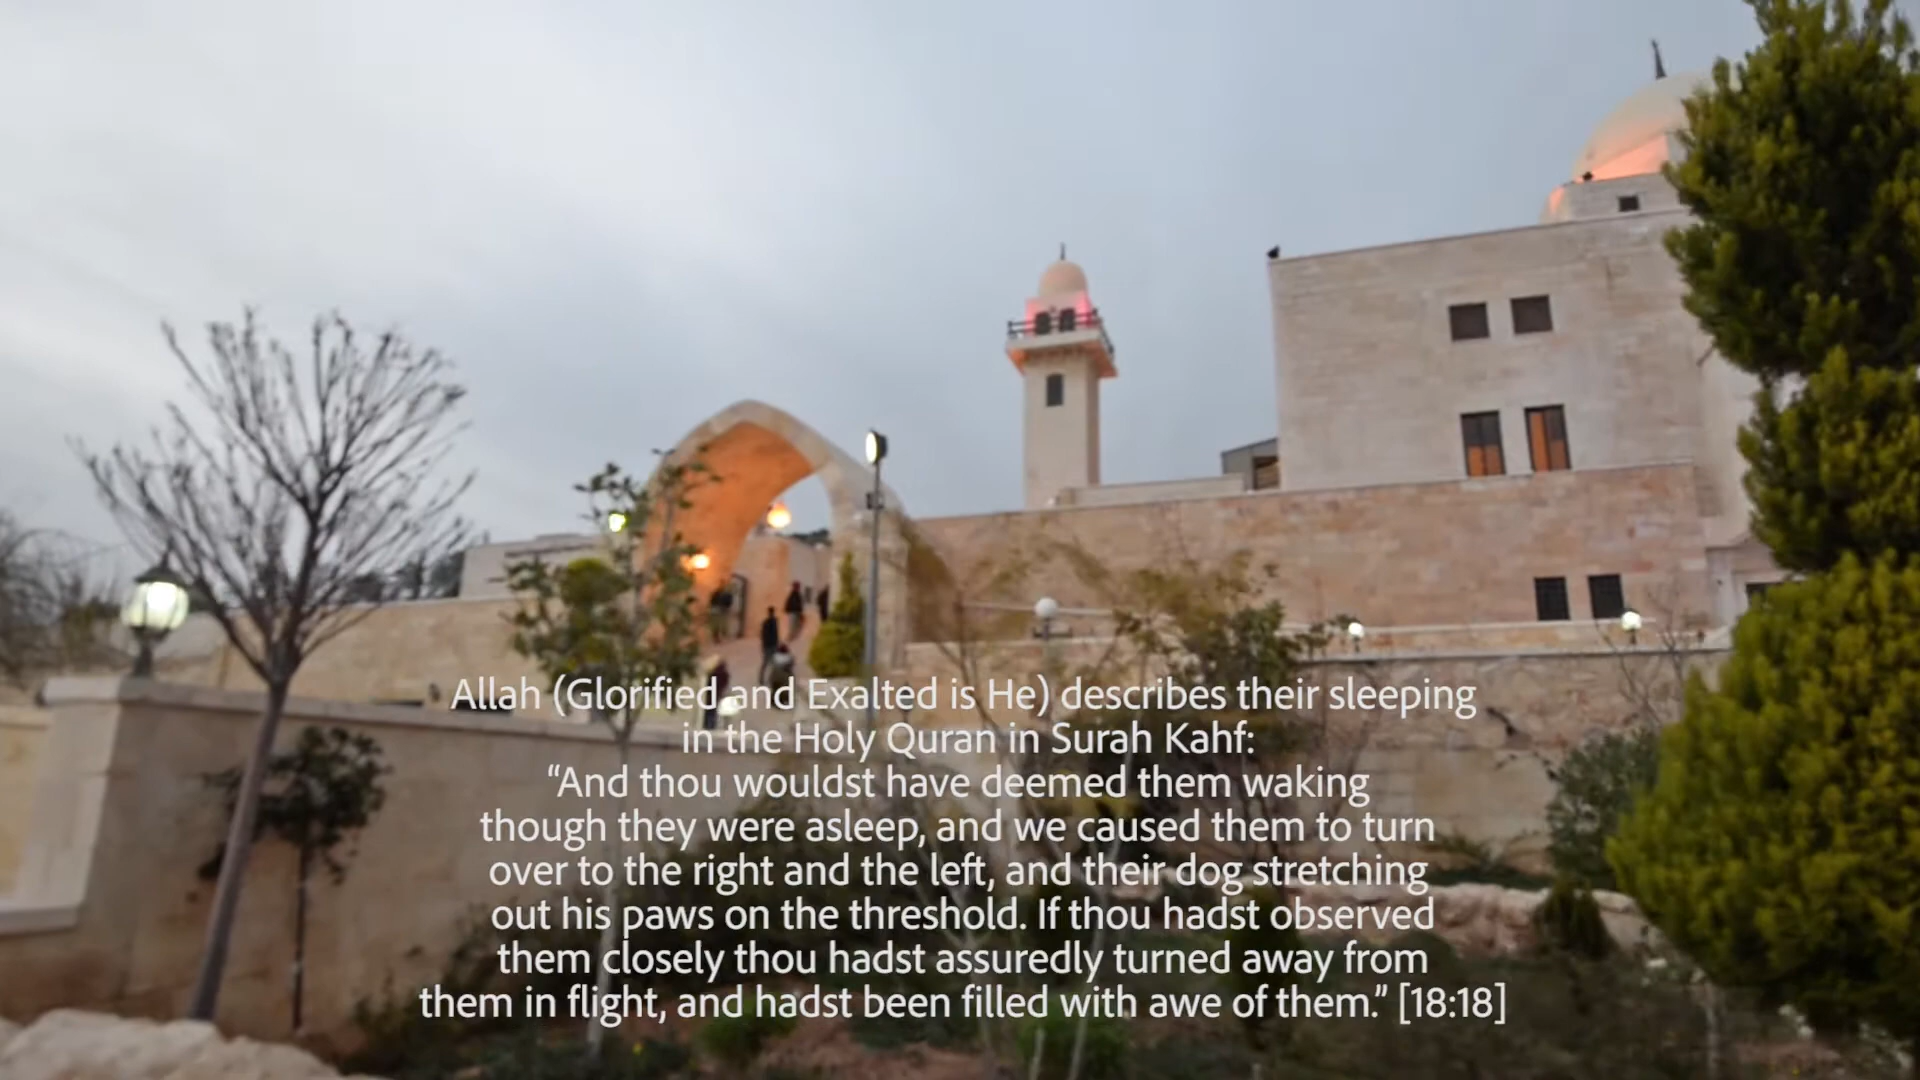 Allah (Glorified and Exalted is He) describes their sleeping
in the Holy Quran in Surah Kahf:
“And thou wouldst have deemed them waking
though they were asleep, and we caused them to turn
over to the right and the left, and their dog stretching
out his paws on the threshold. If thou hadst observed
them closely thou hadst assuredly turned away from
them in flight, and hadst been filled with awe of them.” [18:18]